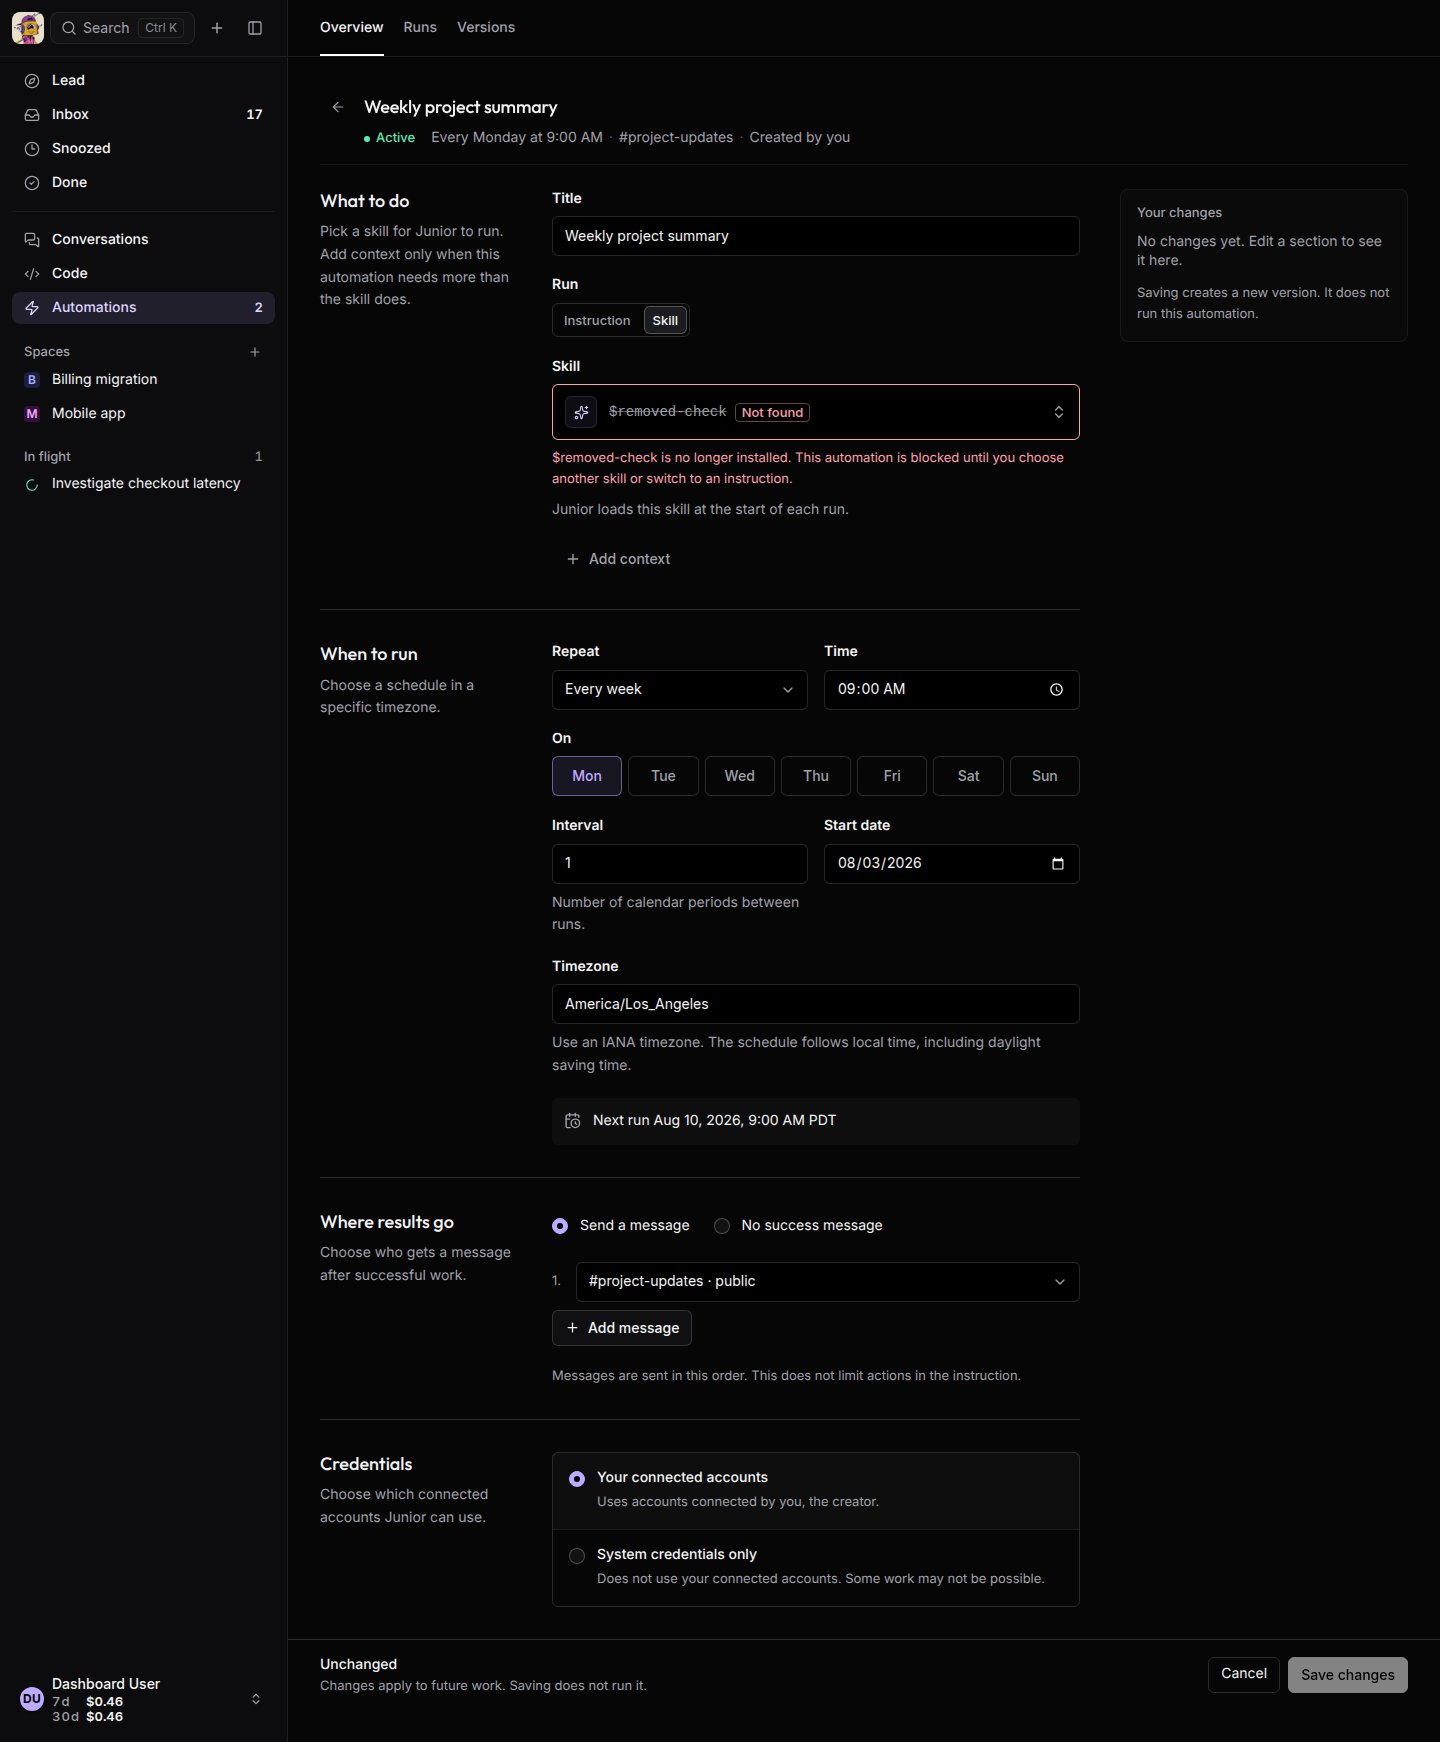 Search Ctrl K
Lead
Inbox 17
Snoozed
Done
Conversations
Code
Automations 2
Spaces
B Billing migration
M Mobile app
In flight 1
Investigate checkout latency
DU Dashboard User
7d $0.46
30d $0.46
Overview Runs Versions
Weekly project summary
Active Every Monday at 9:00 AM · #project-updates · Created by you
What to do
Pick a skill for Junior to run.
Add context only when this
automation needs more than
the skill does.
Title
Weekly project summary
Run
Instruction Skill
Skill
$removed-check Not found
$removed-check is no longer installed. This automation is blocked until you choose
another skill or switch to an instruction.
Junior loads this skill at the start of each run.
Add context
Your changes
No changes yet. Edit a section to see
it here.
Saving creates a new version. It does not
run this automation.
When to run
Choose a schedule in a
specific timezone.
Repeat Time
Every week 09:00 AM
On
Mon Tue Wed Thu Fri Sat Sun
Interval Start date
1 08/03/2026
Number of calendar periods between
runs.
Timezone
America/Los_Angeles
Use an IANA timezone. The schedule follows local time, including daylight
saving time.
Next run Aug 10, 2026, 9:00 AM PDT
Where results go
Choose who gets a message
after successful work.
Send a message No success message
1. #project-updates · public
Add message
Messages are sent in this order. This does not limit actions in the instruction.
Credentials
Choose which connected
accounts Junior can use.
Your connected accounts
Uses accounts connected by you, the creator.
System credentials only
Does not use your connected accounts. Some work may not be possible.
Unchanged
Changes apply to future work. Saving does not run it.
Cancel Save changes